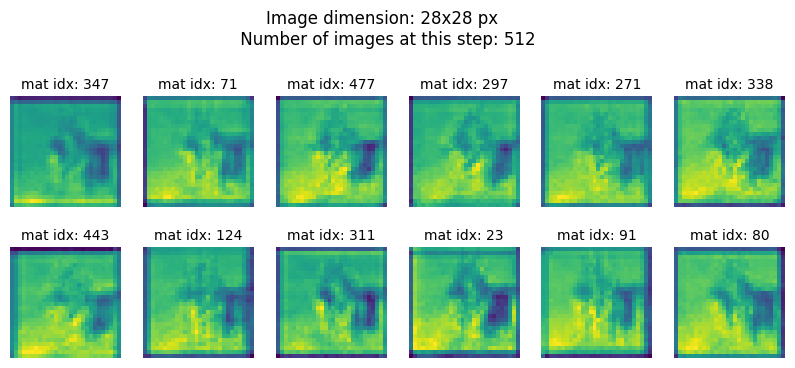 Image dimension: 28x28 px
Number of images at this step: 512
mat idx: 347
mat idx: 71
mat idx: 477
mat idx: 297
mat idx: 271
mat idx: 338
mat idx: 443
mat idx: 124
mat idx: 311
mat idx: 23
mat idx: 91
mat idx: 80